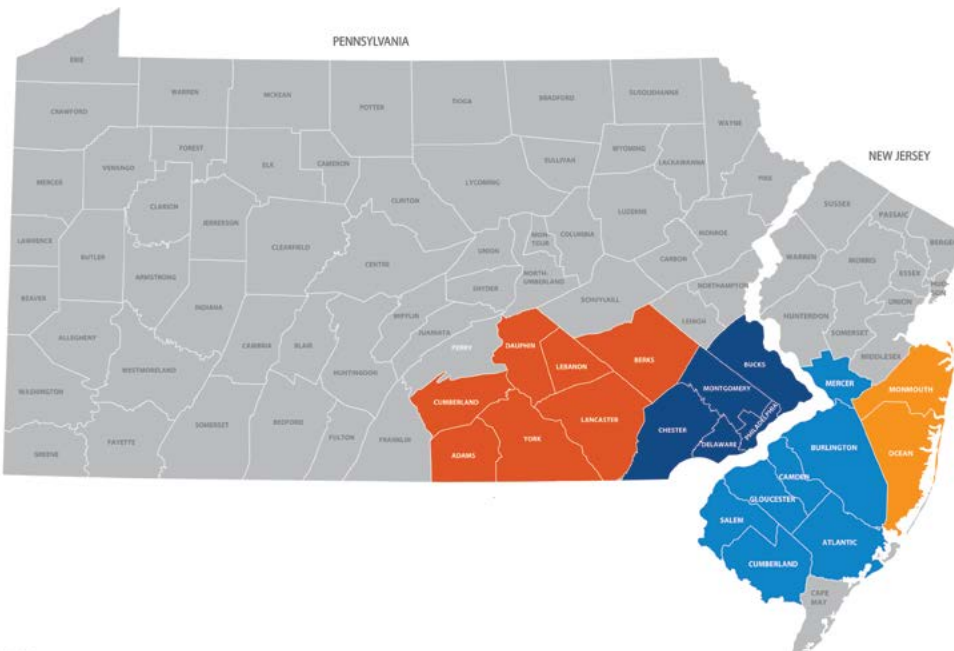 PENNSYLVANIA
NEW JERSEY
ERIE
CRAWFORD
WARREN
MCKEAN
POTTER
TIOGA
BRADFORD
SUSQUEHANNA
WAYNE
FOREST
VENANGO
ELK
CAMERON
SULLIVAN
WYOMING
LACKAWANNA
PIKE
MERCER
CLARION
JEFFERSON
CLINTON
LYCOMING
LUZERNE
MONROE
LAWRENCE
BUTLER
CLEARFIELD
CENTRE
UNION
MON-
TOUR
COLUMBIA
CARBON
ARMSTRONG
NORTH-
UMBERLAND
NORTHAMPTON
BEAVER
INDIANA
SNYDER
SCHUYLKILL
LEHIGH
ALLEGHENY
MIFFLIN
JUNIATA
PERRY
CAMBRIA
BLAIR
HUNTINGDON
DAUPHIN
LEBANON
BERKS
BUCKS
WESTMORELAND
WASHINGTON
MONTGOMERY
CUMBERLAND
LANCASTER
PHILADELPHIA
CHESTER
DELAWARE
GREENE
FAYETTE
SOMERSET
BEDFORD
FULTON
FRANKLIN
ADAMS
YORK
SUSSEX
PASSAIC
BERGEN
WARREN
MORRIS
ESSEX
HUD-
SON
UNION
HUNTERDON
SOMERSET
MIDDLESEX
MERCER
MONMOUTH
BURLINGTON
OCEAN
CAMDEN
GLOUCESTER
SALEM
ATLANTIC
CUMBERLAND
CAPE
MAY